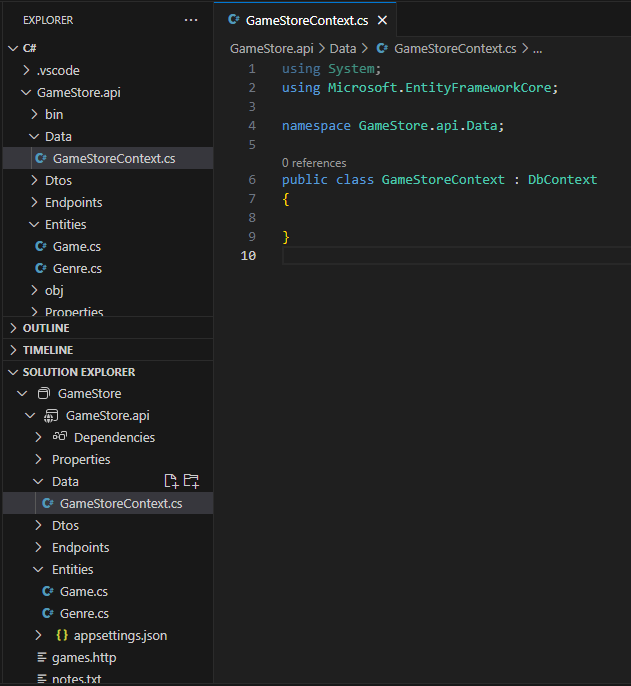 EXPLORER
C#
.vscode
GameStore.api
bin
Data
C# GameStoreContext.cs
Dtos
Endpoints
Entities
C# Game.cs
C# Genre.cs
obj
Properties
OUTLINE
TIMELINE
SOLUTION EXPLORER
GameStore
GameStore.api
Dependencies
Properties
Data
C# GameStoreContext.cs
Dtos
Endpoints
Entities
C# Game.cs
C# Genre.cs
{} appsettings.json
games.http
notes.txt
C# GameStoreContext.cs
GameStore.api > Data > C# GameStoreContext.cs > ...
1 using System;
2 using Microsoft.EntityFrameworkCore;
3
4 namespace GameStore.api.Data;
5
0 references
6 public class GameStoreContext : DbContext
7 {
8
9 }
10